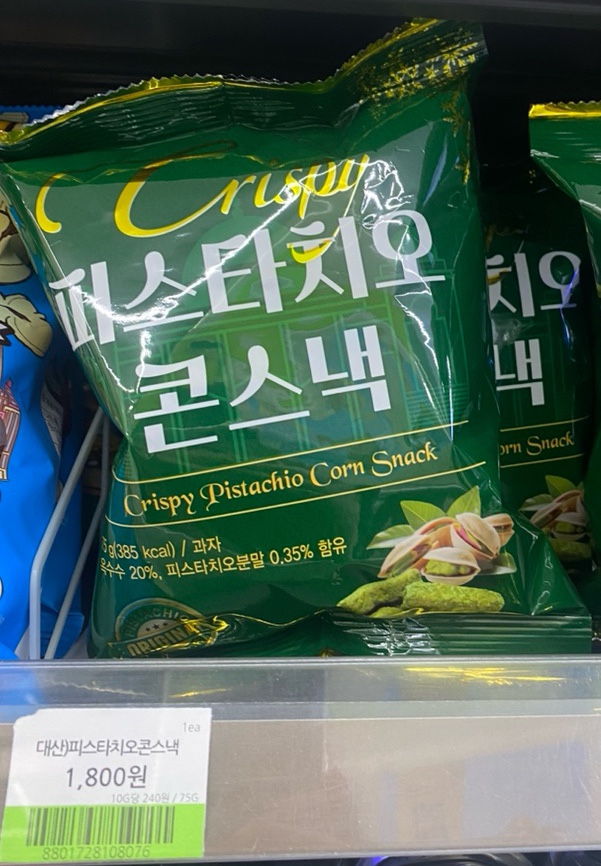 Crispy
피스타치오
콘스낵
Crispy Pistachio Corn Snack
(385 kcal) / 과자
20%, 피스타치오분말 0.35% 함유
ORIGINAL
치오
낵
orn Snack
1ea
대산)피스타치오콘스낵
1,800원
10G당 240원 / 75G
8801728108076